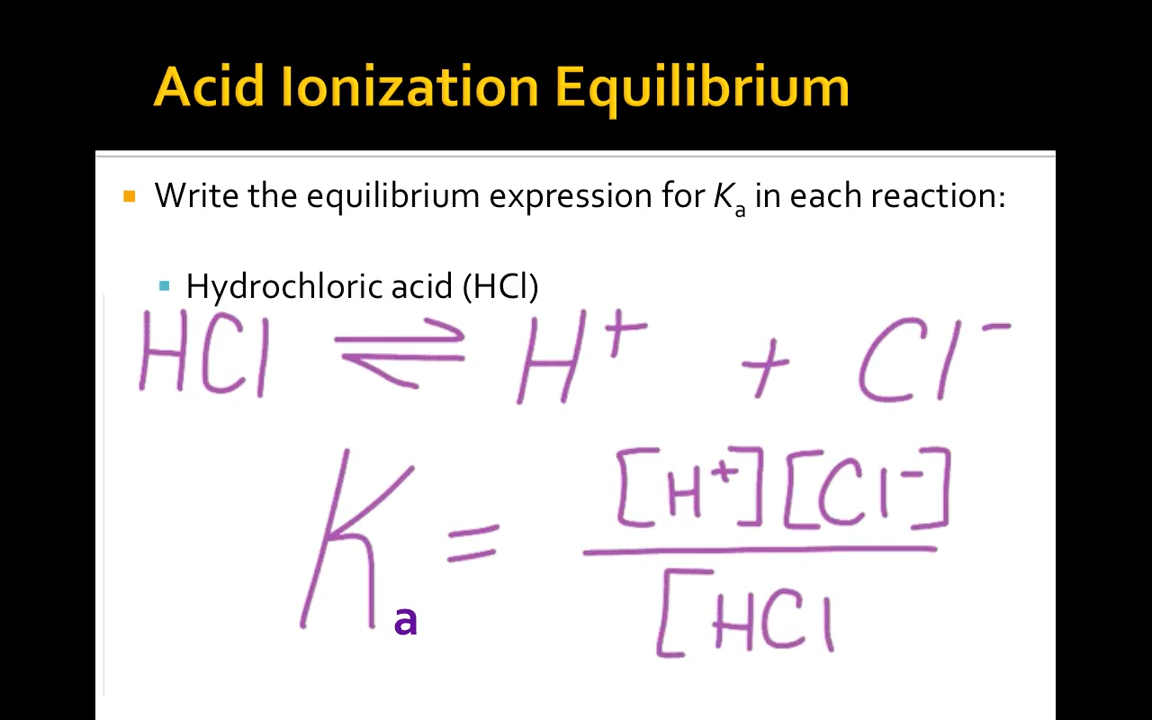 Acid Ionization Equilibrium
▪ Write the equilibrium expression for Kₐ in each reaction:
▪ Hydrochloric acid (HCl)
HCl ⇌ H⁺ + Cl⁻
[H⁺][Cl⁻]
Kₐ =
[HCl